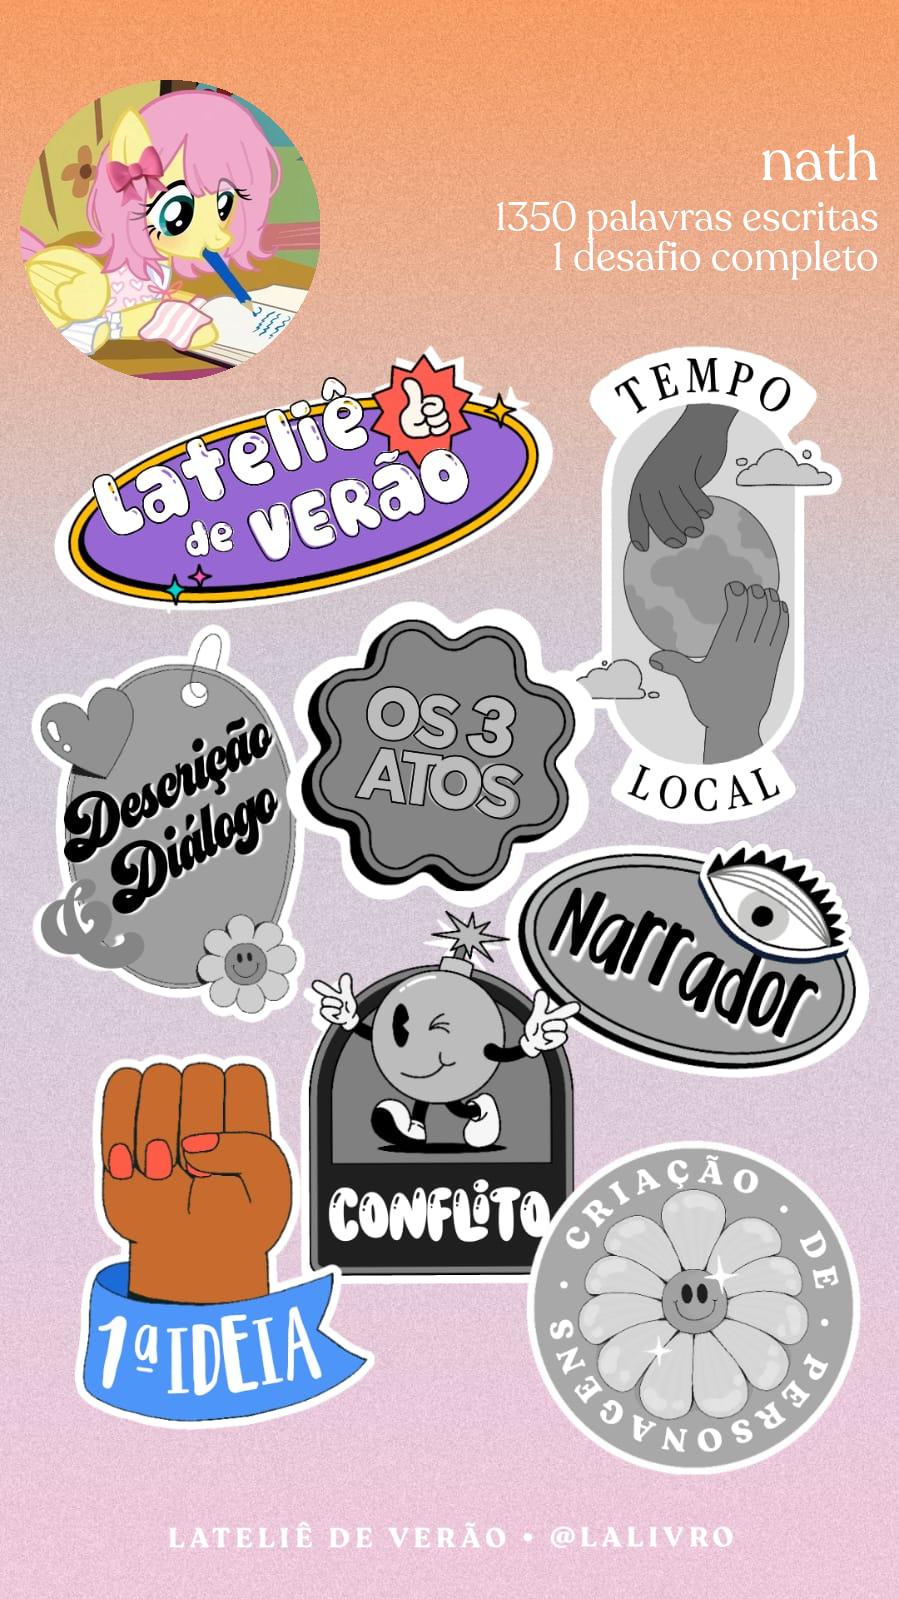 nath
1350 palavras escritas
1 desafio completo
Lateliê
de VERÃO
TEMPO
LOCAL
OS 3
ATOS
Descrição
&
Diálogo
Narrador
CONFLITO
1ª IDEIA
CRIAÇÃO · DE · PERSONAGENS ·
LATELIÊ DE VERÃO • @LALIVRO